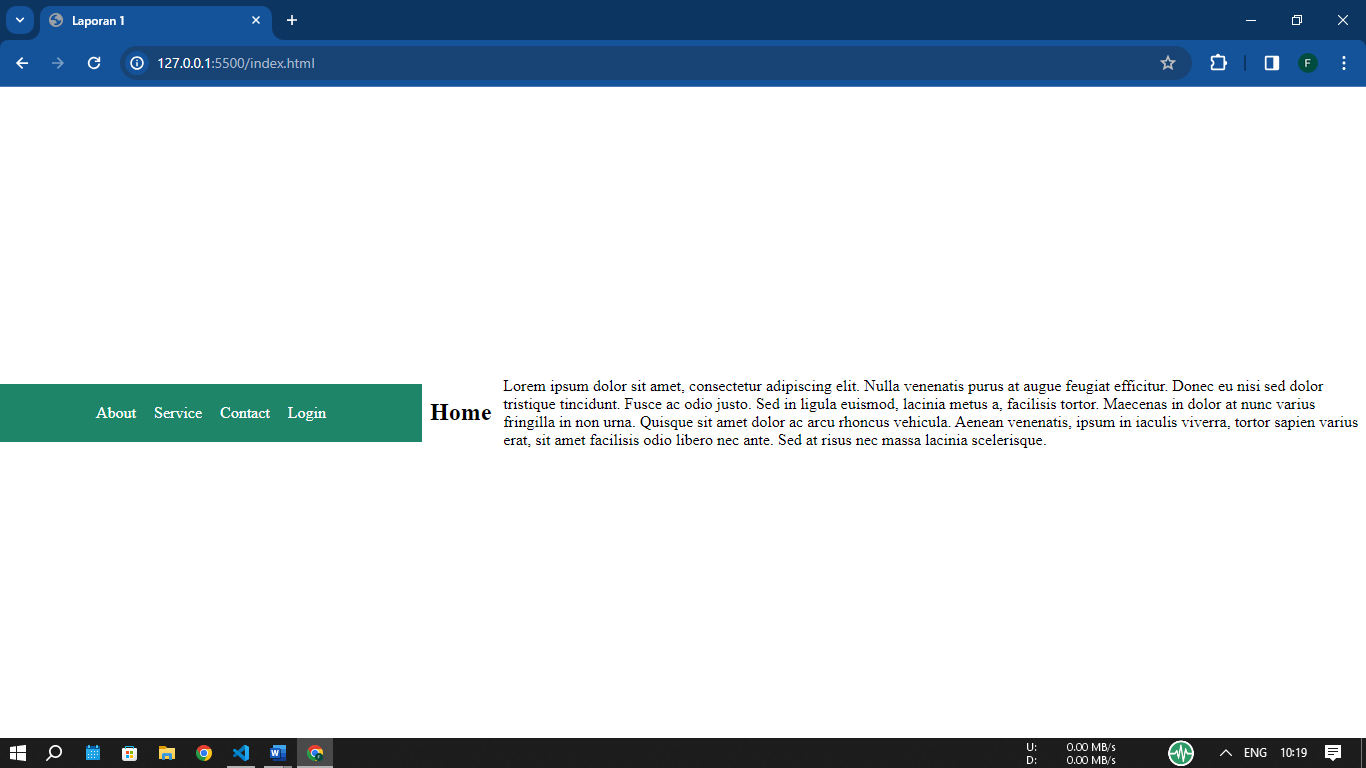 Laporan 1
127.0.0.1:5500/index.html
F
About Service Contact Login
Home
Lorem ipsum dolor sit amet, consectetur adipiscing elit. Nulla venenatis purus at augue feugiat efficitur. Donec eu nisi sed dolor
tristique tincidunt. Fusce ac odio justo. Sed in ligula euismod, lacinia metus a, facilisis tortor. Maecenas in dolor at nunc varius
fringilla in non urna. Quisque sit amet dolor ac arcu rhoncus vehicula. Aenean venenatis, ipsum in iaculis viverra, tortor sapien varius
erat, sit amet facilisis odio libero nec ante. Sed at risus nec massa lacinia scelerisque.
W
U: 0.00 MB/s
D: 0.00 MB/s
ENG 10:19